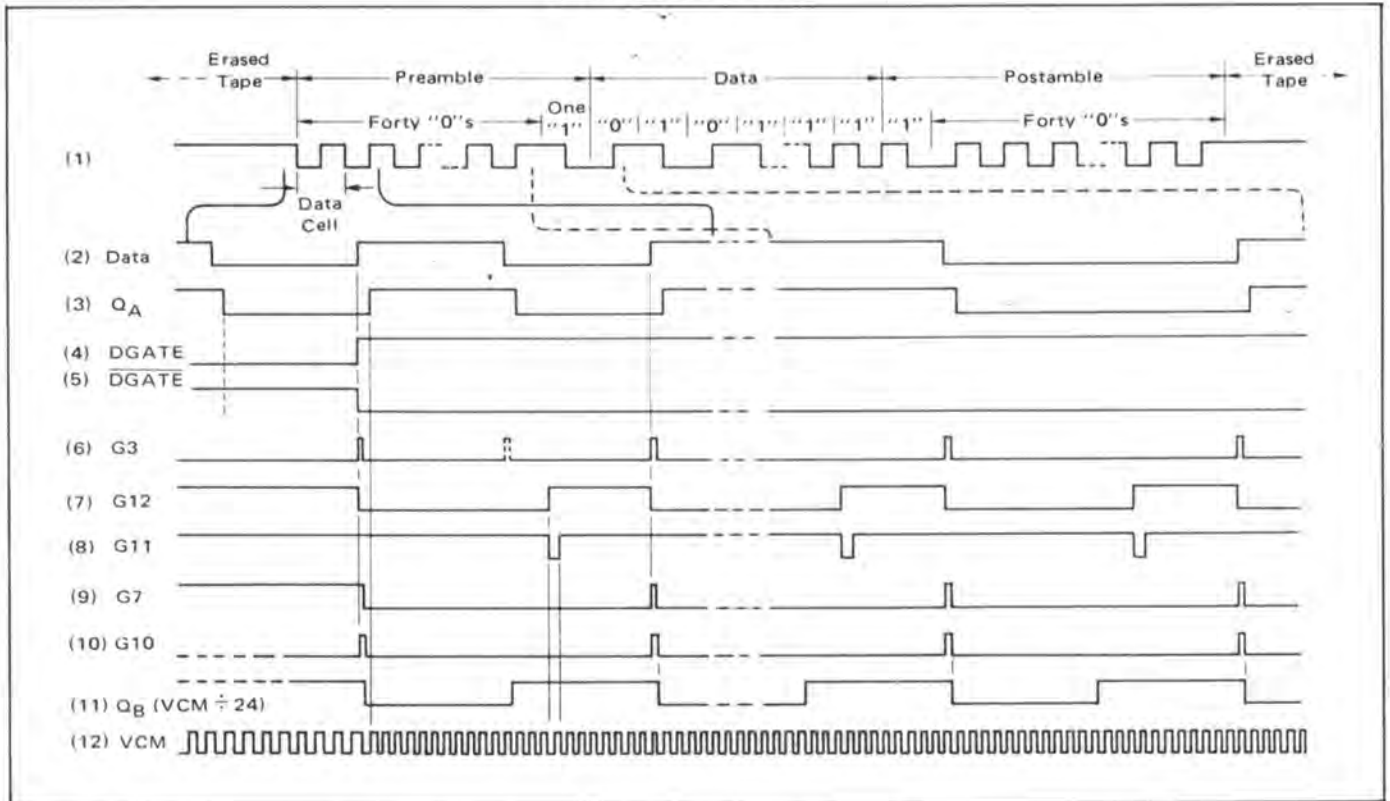 Erased
Tape
Preamble
Data
Postamble
Erased
Tape
Forty "0"s
One
"1"
"0"
"1"
"0"
"1"
"1"
"1"
"1"
Forty "0"s
(1)
Data
Cell
(2) Data
(3) QA
(4) DGATE
(5) DGATE
(6) G3
(7) G12
(8) G11
(9) G7
(10) G10
(11) QB (VCM ÷ 24)
(12) VCM